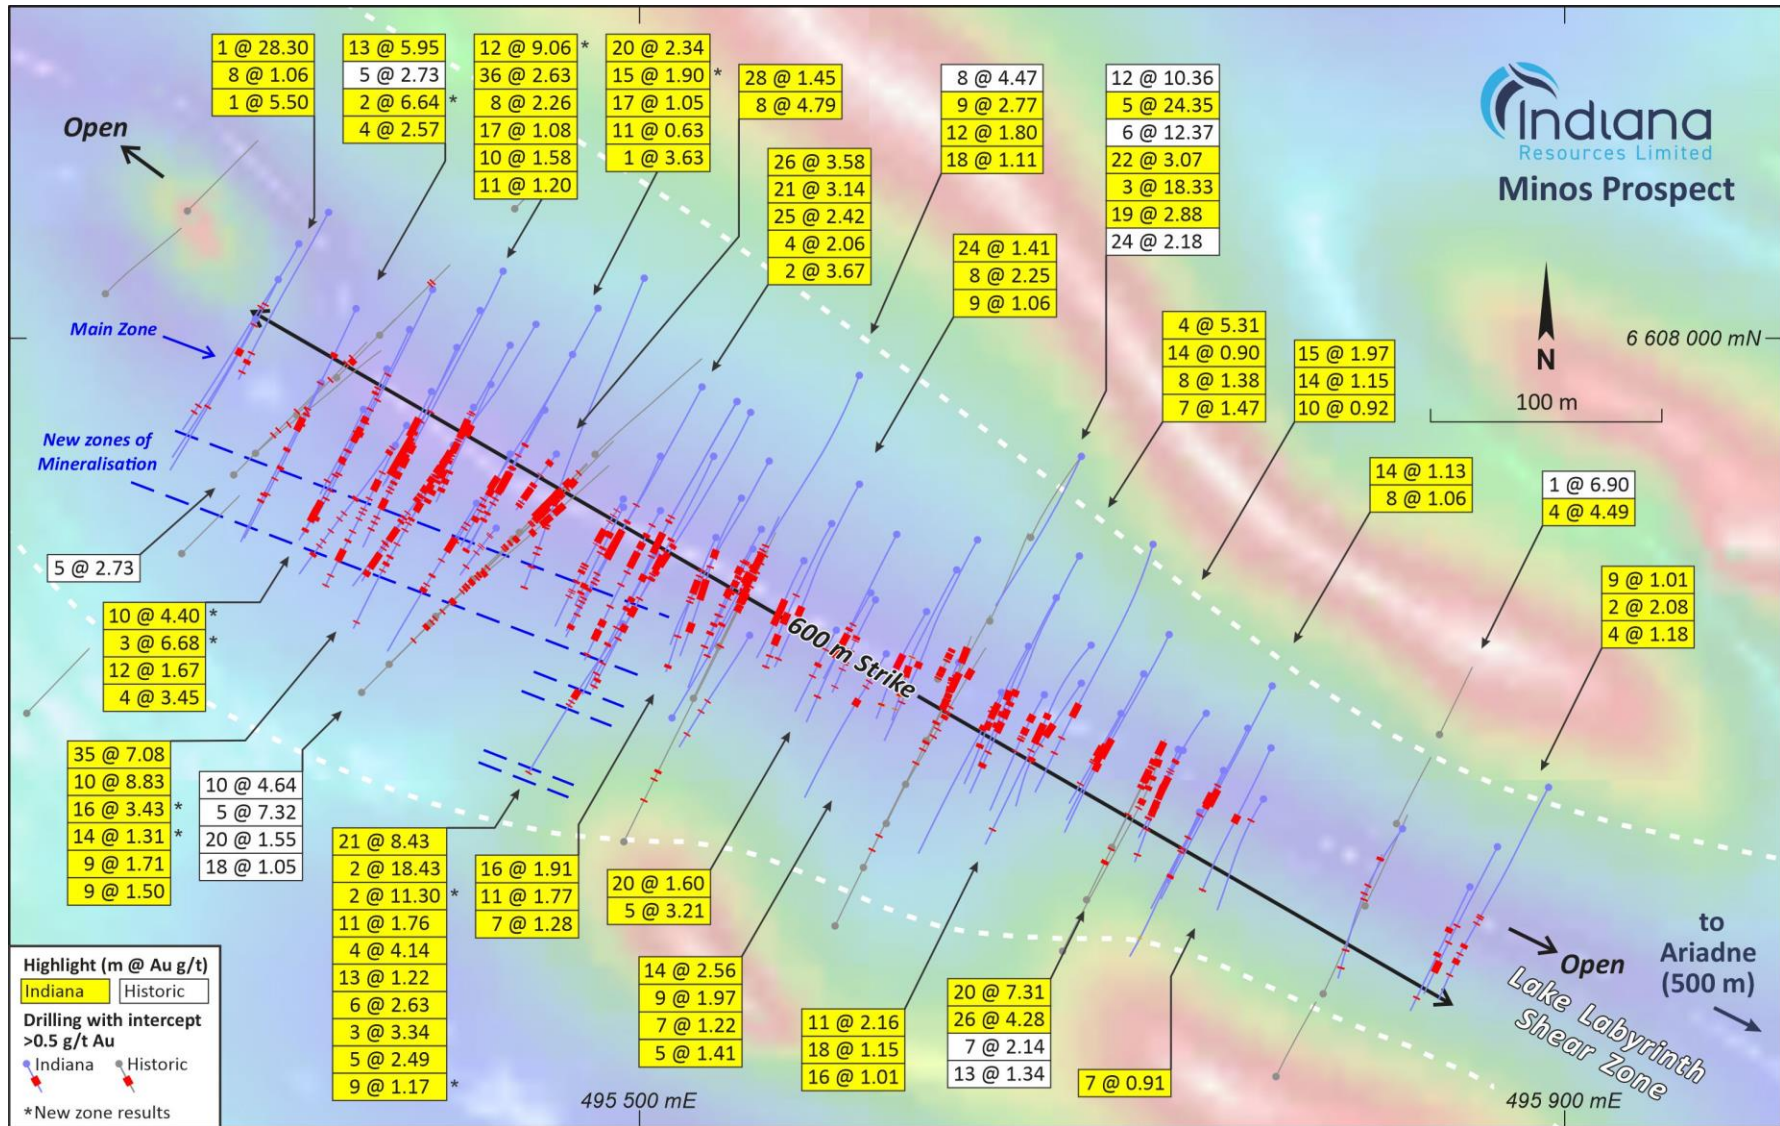 1 @ 28.30
8 @ 1.06
1 @ 5.50
13 @ 5.95
5 @ 2.73
2 @ 6.64 *
4 @ 2.57
12 @ 9.06 *
36 @ 2.63
8 @ 2.26
17 @ 1.08
10 @ 1.58
11 @ 1.20
20 @ 2.34
15 @ 1.90 *
17 @ 1.05
11 @ 0.63
1 @ 3.63
28 @ 1.45
8 @ 4.79
26 @ 3.58
21 @ 3.14
25 @ 2.42
4 @ 2.06
2 @ 3.67
8 @ 4.47
9 @ 2.77
12 @ 1.80
18 @ 1.11
24 @ 1.41
8 @ 2.25
9 @ 1.06
12 @ 10.36
5 @ 24.35
6 @ 12.37
22 @ 3.07
3 @ 18.33
19 @ 2.88
24 @ 2.18
4 @ 5.31
14 @ 0.90
8 @ 1.38
7 @ 1.47
15 @ 1.97
14 @ 1.15
10 @ 0.92
14 @ 1.13
8 @ 1.06
1 @ 6.90
4 @ 4.49
9 @ 1.01
2 @ 2.08
4 @ 1.18
Indiana
Resources Limited
Minos Prospect
N
6 608 000 mN
100 m
Open
Main Zone
New zones of
Mineralisation
600 m Strike
5 @ 2.73
10 @ 4.40 *
3 @ 6.68 *
12 @ 1.67
4 @ 3.45
35 @ 7.08
10 @ 8.83
16 @ 3.43 *
14 @ 1.31 *
9 @ 1.71
9 @ 1.50
10 @ 4.64
5 @ 7.32
20 @ 1.55
18 @ 1.05
21 @ 8.43
2 @ 18.43
2 @ 11.30 *
11 @ 1.76
4 @ 4.14
13 @ 1.22
6 @ 2.63
3 @ 3.34
5 @ 2.49
9 @ 1.17 *
16 @ 1.91
11 @ 1.77
7 @ 1.28
20 @ 1.60
5 @ 3.21
14 @ 2.56
9 @ 1.97
7 @ 1.22
5 @ 1.41
11 @ 2.16
18 @ 1.15
16 @ 1.01
20 @ 7.31
26 @ 4.28
7 @ 2.14
13 @ 1.34
7 @ 0.91
Open
Lake Labyrinth
Shear Zone
to
Ariadne
(500 m)
495 500 mE
495 900 mE
Highlight (m @ Au g/t)
Indiana Historic
Drilling with intercept
>0.5 g/t Au
Indiana Historic
* New zone results